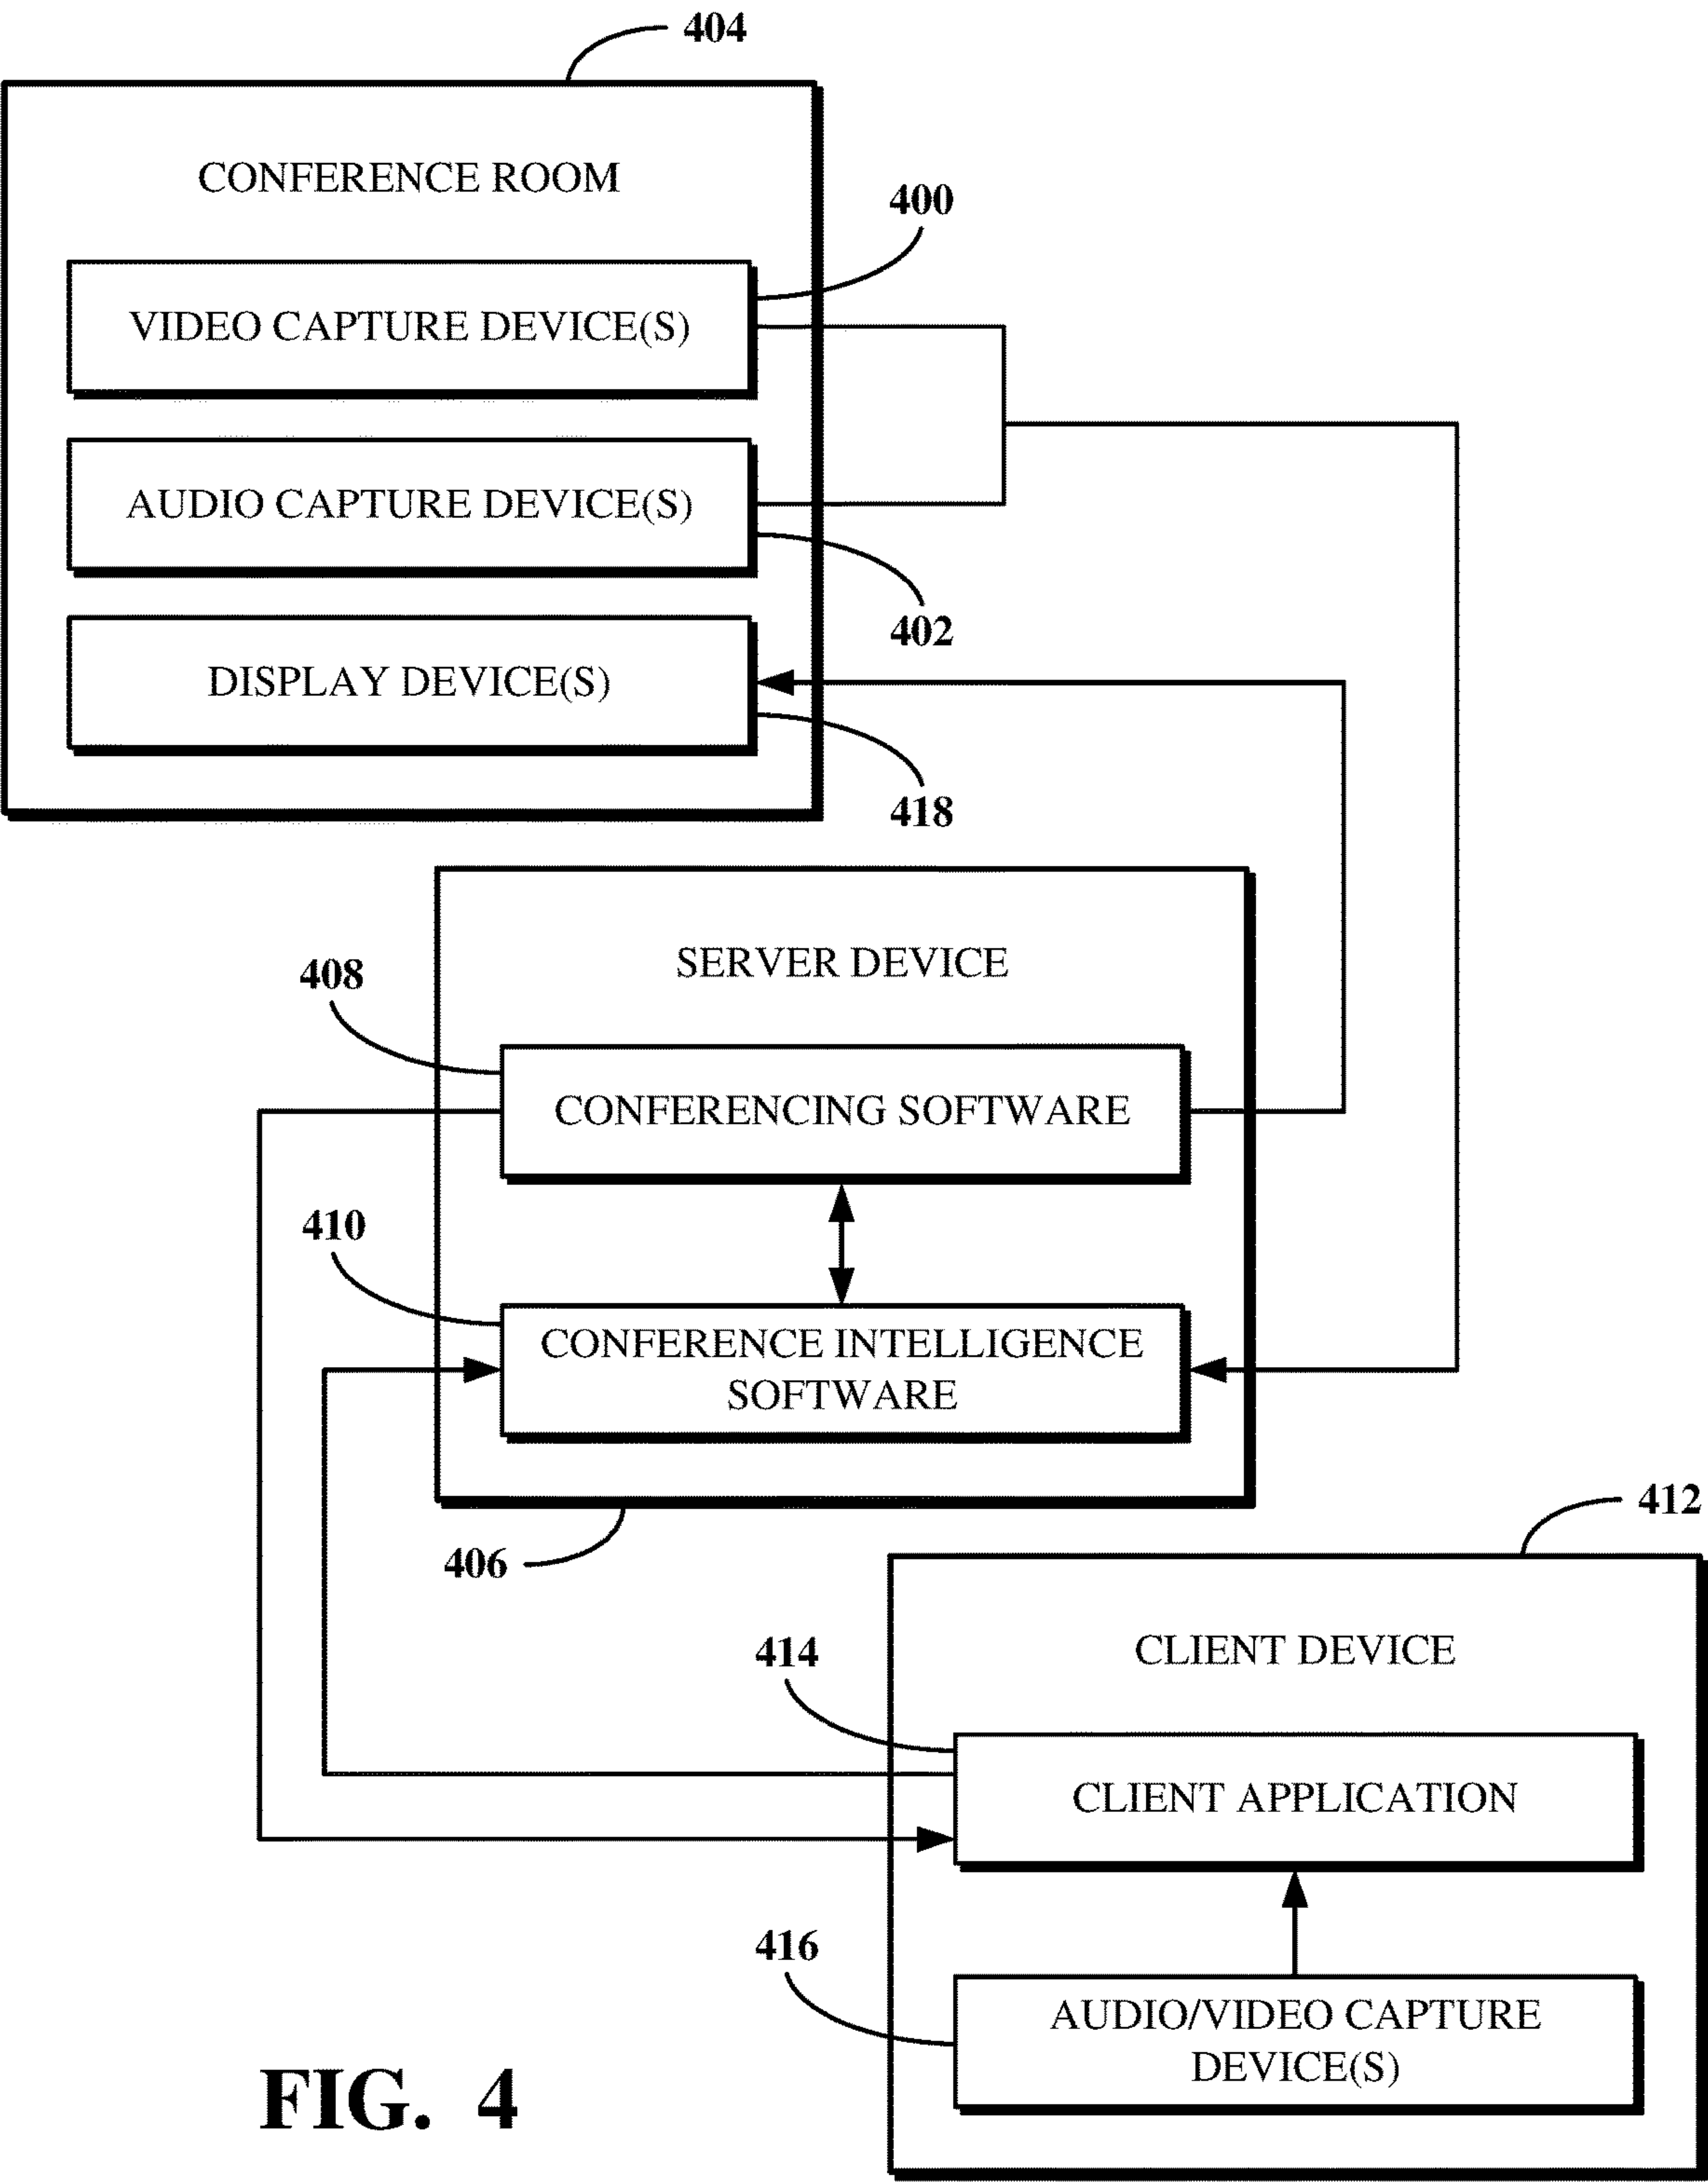 404
CONFERENCE ROOM
400
VIDEO CAPTURE DEVICE(S)
AUDIO CAPTURE DEVICE(S)
402
DISPLAY DEVICE(S)
418
SERVER DEVICE
408
CONFERENCING SOFTWARE
410
CONFERENCE INTELLIGENCE
SOFTWARE
406
412
CLIENT DEVICE
414
CLIENT APPLICATION
416
AUDIO/VIDEO CAPTURE
DEVICE(S)
FIG. 4